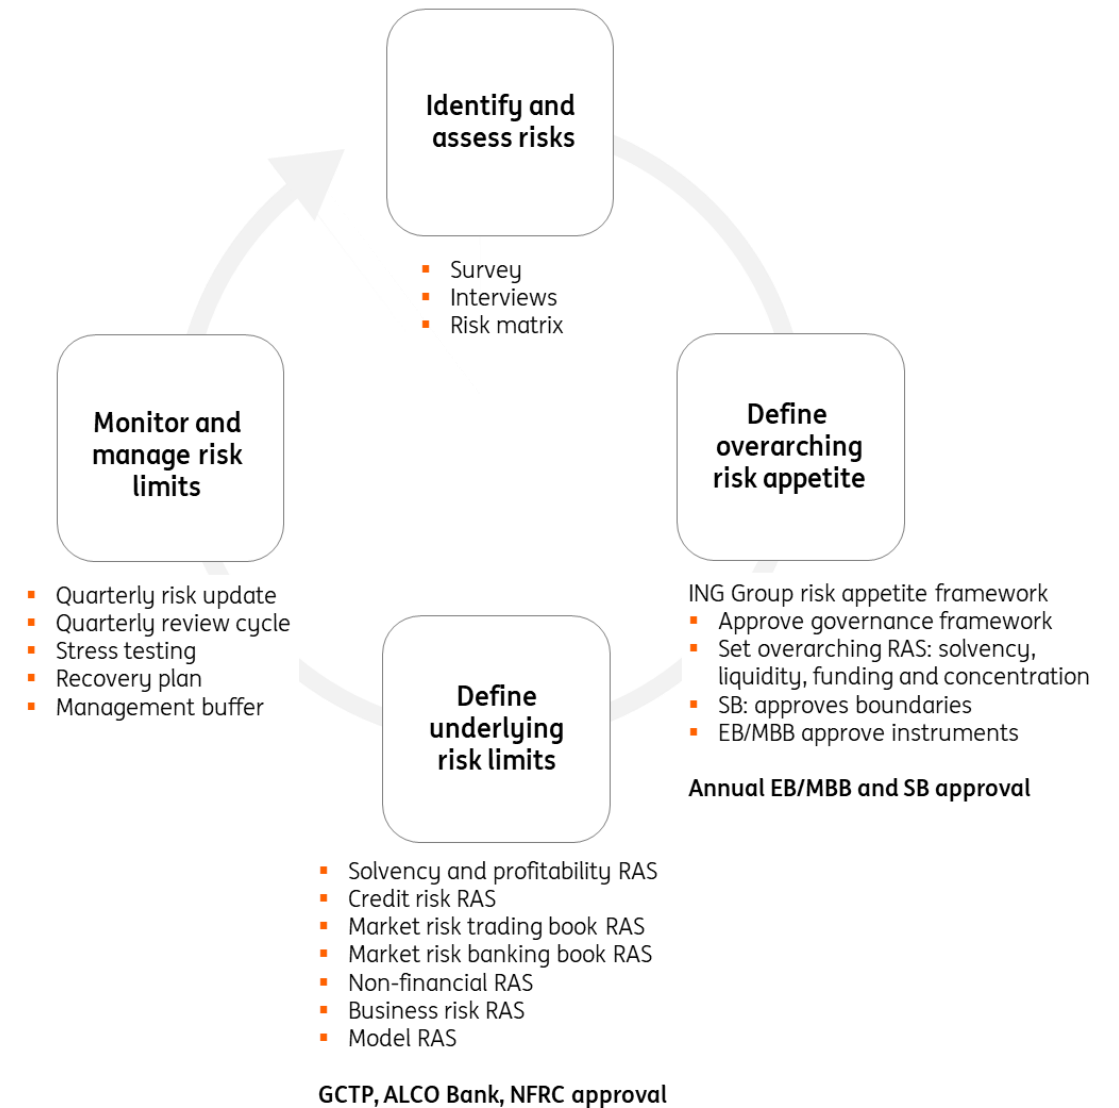 Identify and
assess risks
▪ Survey
▪ Interviews
▪ Risk matrix
Define
overarching
risk appetite
ING Group risk appetite framework
▪ Approve governance framework
▪ Set overarching RAS: solvency,
liquidity, funding and concentration
▪ SB: approves boundaries
▪ EB/MBB approve instruments
Annual EB/MBB and SB approval
Define
underlying
risk limits
▪ Solvency and profitability RAS
▪ Credit risk RAS
▪ Market risk trading book RAS
▪ Market risk banking book RAS
▪ Non-financial RAS
▪ Business risk RAS
▪ Model RAS
GCTP, ALCO Bank, NFRC approval
Monitor and
manage risk
limits
▪ Quarterly risk update
▪ Quarterly review cycle
▪ Stress testing
▪ Recovery plan
▪ Management buffer